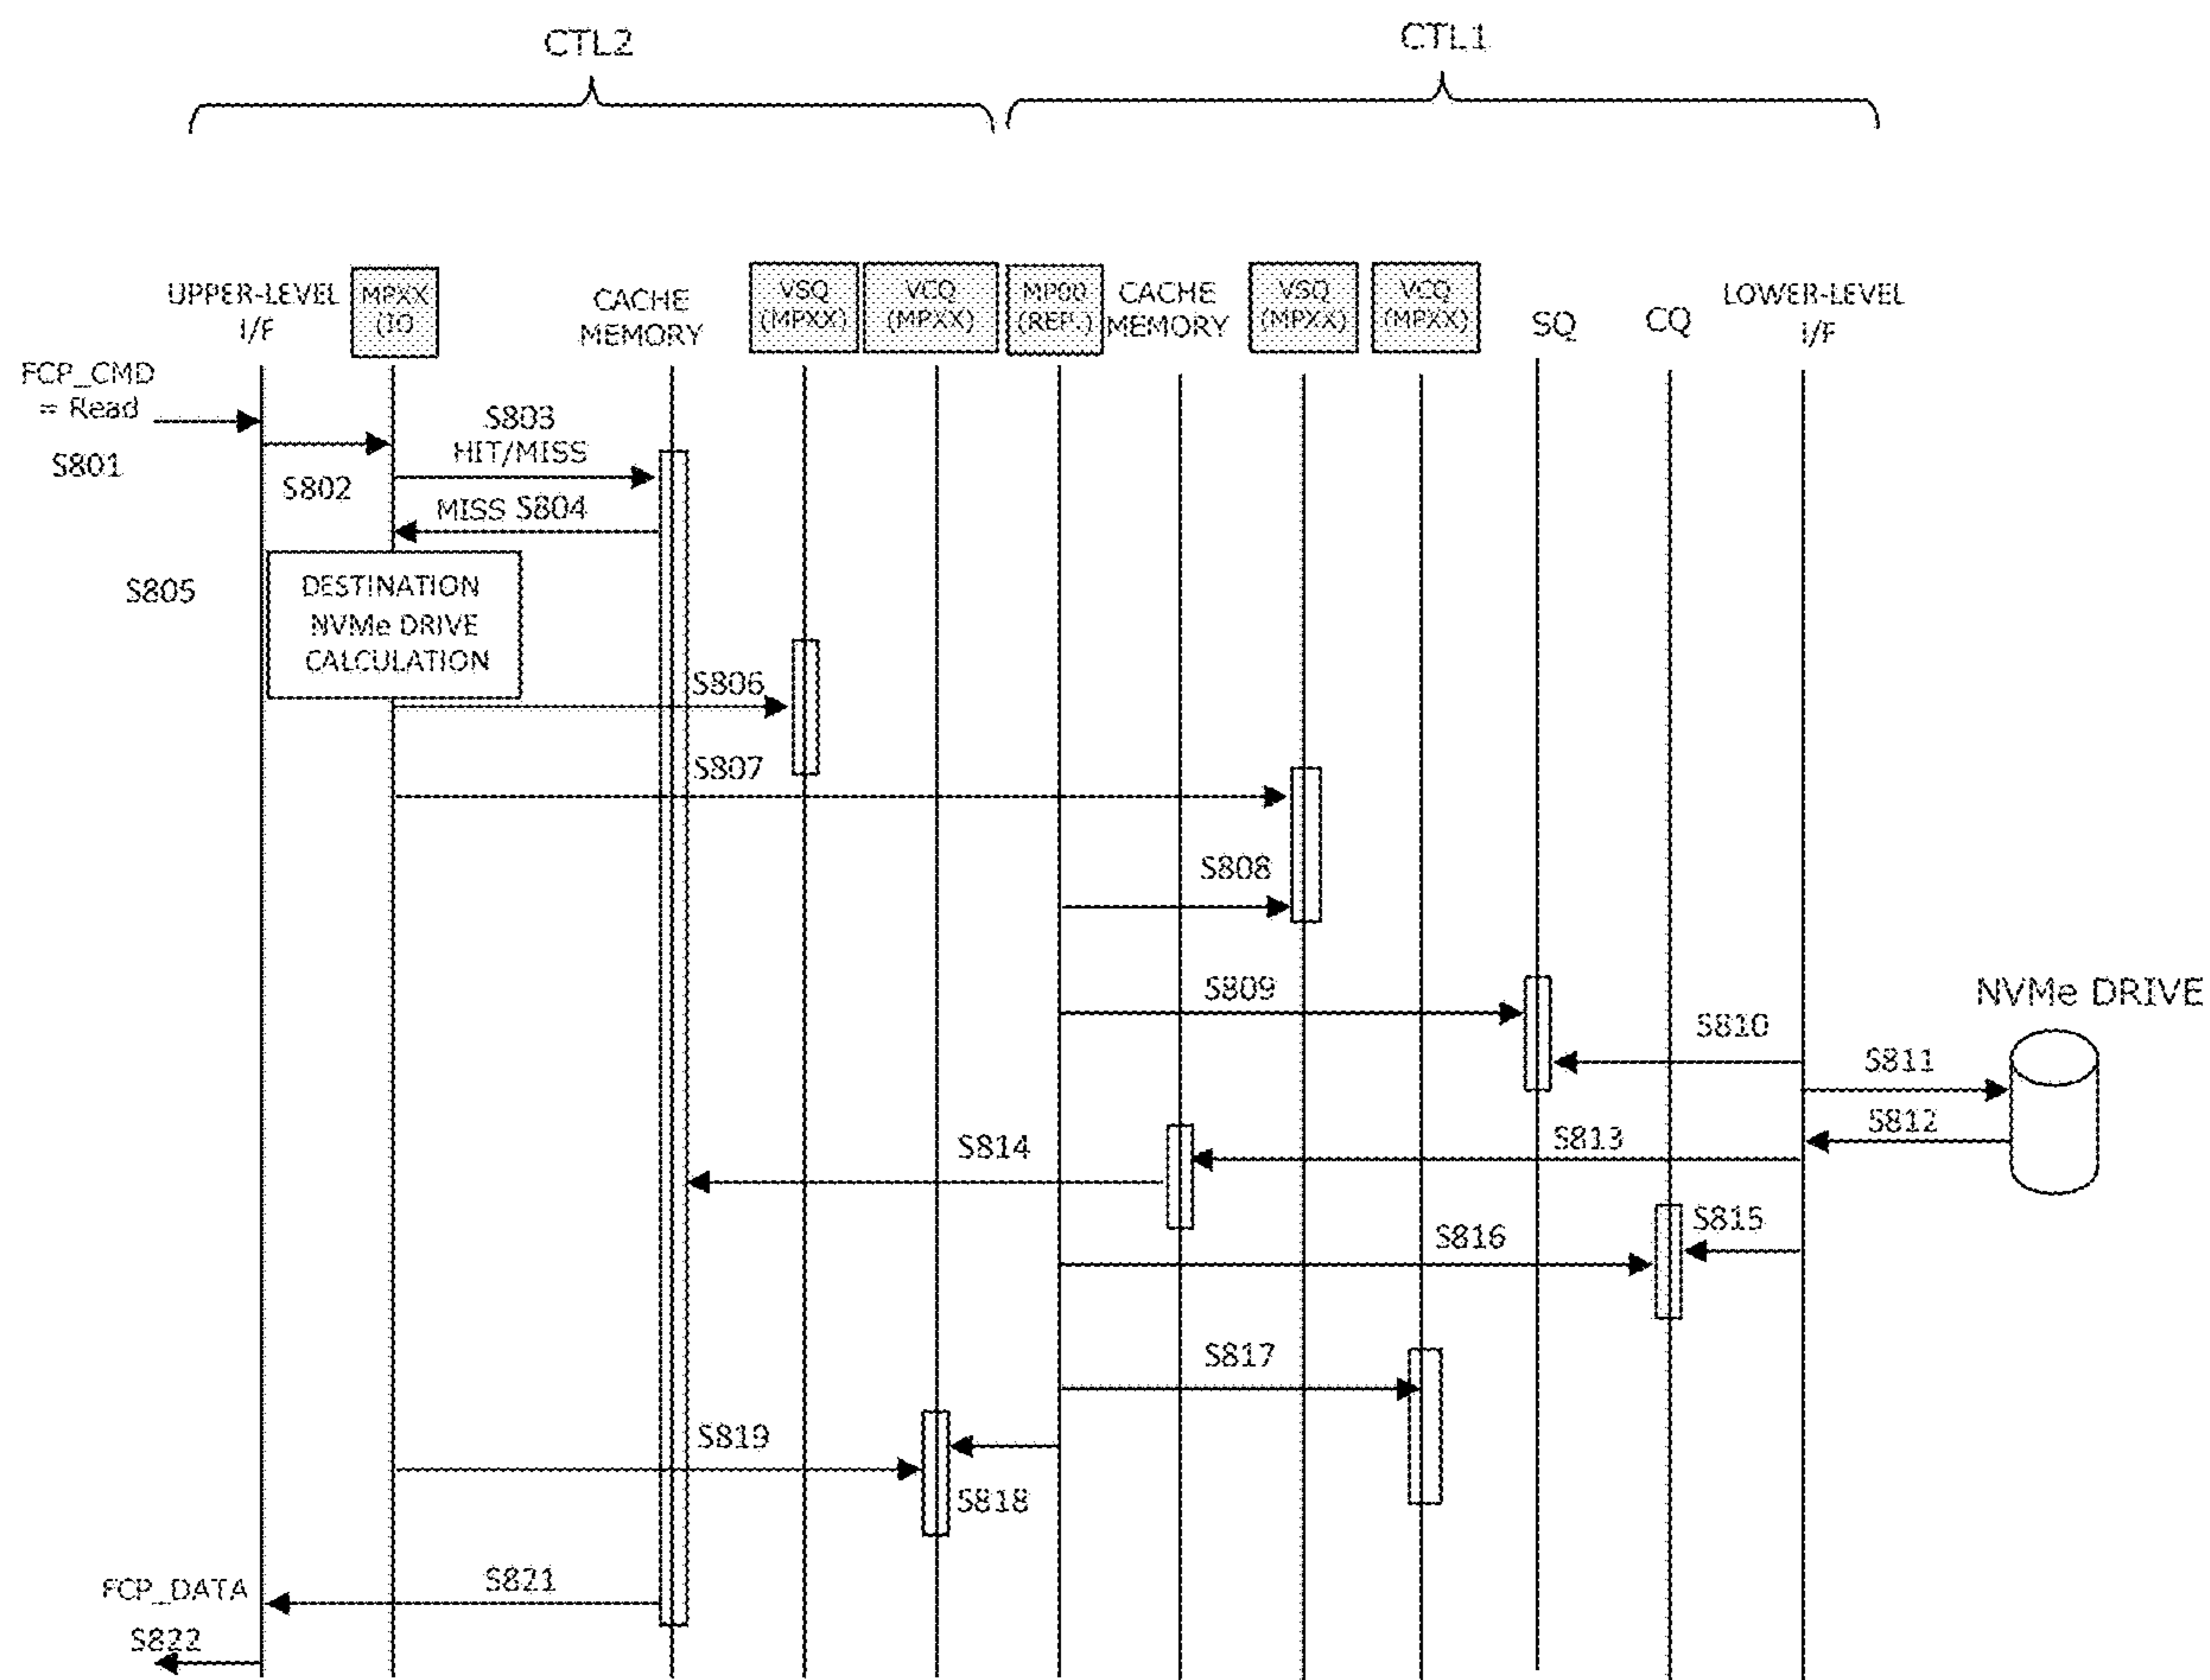 CTL2
CTL1
UPPER-LEVEL
I/F
MPXX
(IO
CACHE
MEMORY
VSQ
(MPXX)
VCQ
(MPXX)
MP00
(REP.)
CACHE
MEMORY
VSQ
(MPXX)
VCQ
(MPXX)
SQ
CQ
LOWER-LEVEL
I/F
FCP_CMD
= Read
S801
S802
S803
HIT/MISS
MISS S804
S805
DESTINATION
NVMe DRIVE
CALCULATION
S806
S807
S808
S809
NVMe DRIVE
S810
S811
S812
S813
S814
S815
S816
S817
S819
S818
S821
FCP_DATA
S822